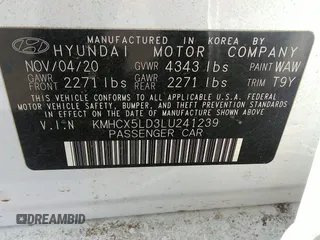 MANUFACTURED IN KOREA BY
HYUNDAI MOTOR COMPANY
NOV/04/20 GVWR 4343 lbs PAINT WAW
GAWR FRONT 2271 lbs GAWR REAR 2271 lbs TRIM T9Y
THIS VEHICLE CONFORMS TO ALL APPLICABLE U.S. FEDERAL
MOTOR VEHICLE SAFETY, BUMPER, AND THEFT PREVENTION STANDARDS
IN EFFECT ON THE DATE OF MANUFACTURE SHOWN ABOVE.
V.I.N KMHCX5LD3LU241239
PASSENGER CAR
DREAMBID